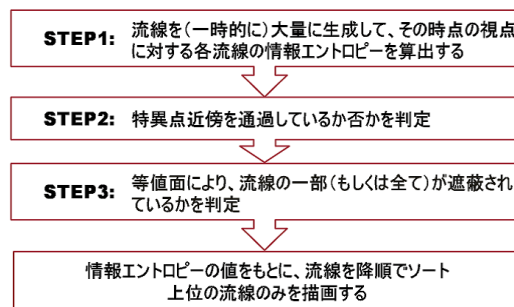 STEP1: 流線を(一時的に)大量に生成して、その時点の視点
に対する各流線の情報エントロピーを算出する
STEP2: 特異点近傍を通過しているか否かを判定
STEP3: 等値面により、流線の一部(もしくは全て)が遮蔽され
ているかを判定
情報エントロピーの値をもとに、流線を降順でソート
上位の流線のみを描画する